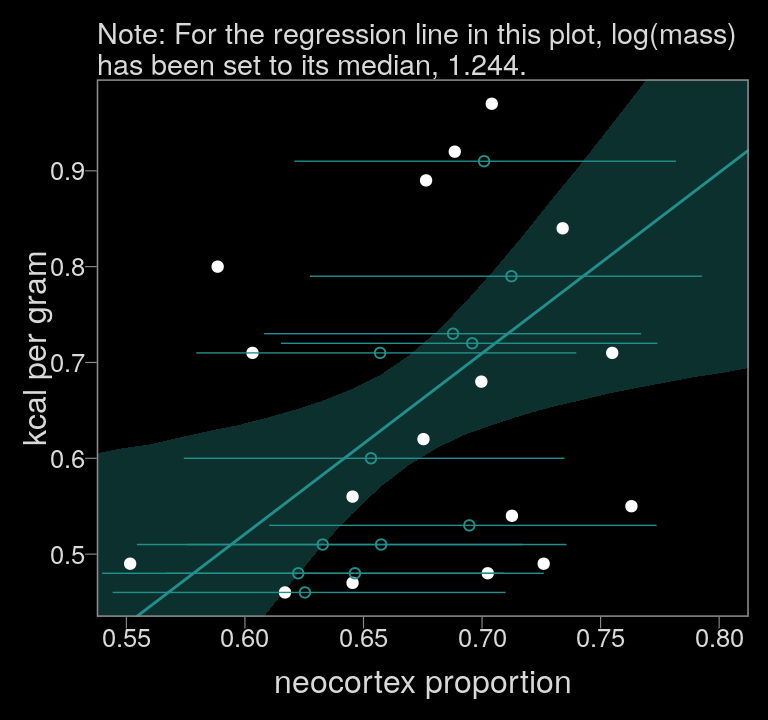 Note: For the regression line in this plot, log(mass)
has been set to its median, 1.244.
kcal per gram
0.9
0.8
0.7
0.6
0.5
0.55 0.60 0.65 0.70 0.75 0.80
neocortex proportion